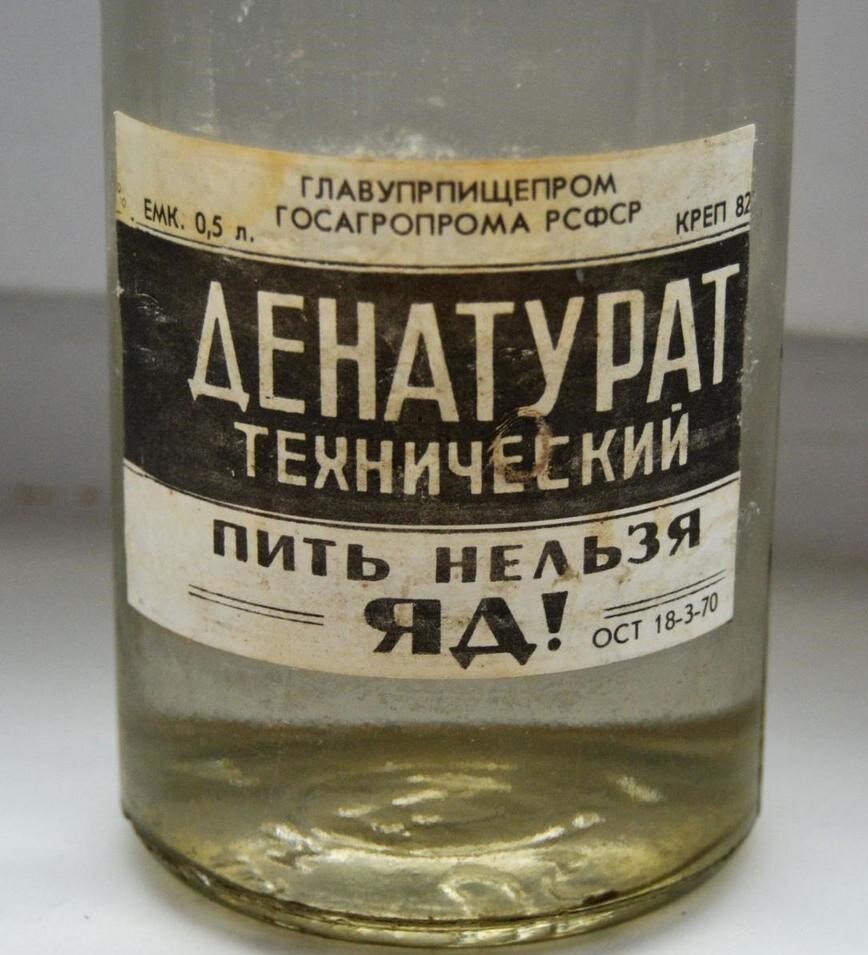 ГЛАВУПРПИЩЕПРОМ
ГОСАГРОПРОМА РСФСР
ЕМК. 0,5 л.
КРЕП 82
ДЕНАТУРАТ
ТЕХНИЧЕСКИЙ
ПИТЬ НЕЛЬЗЯ
ЯД!
ОСТ 18-3-70